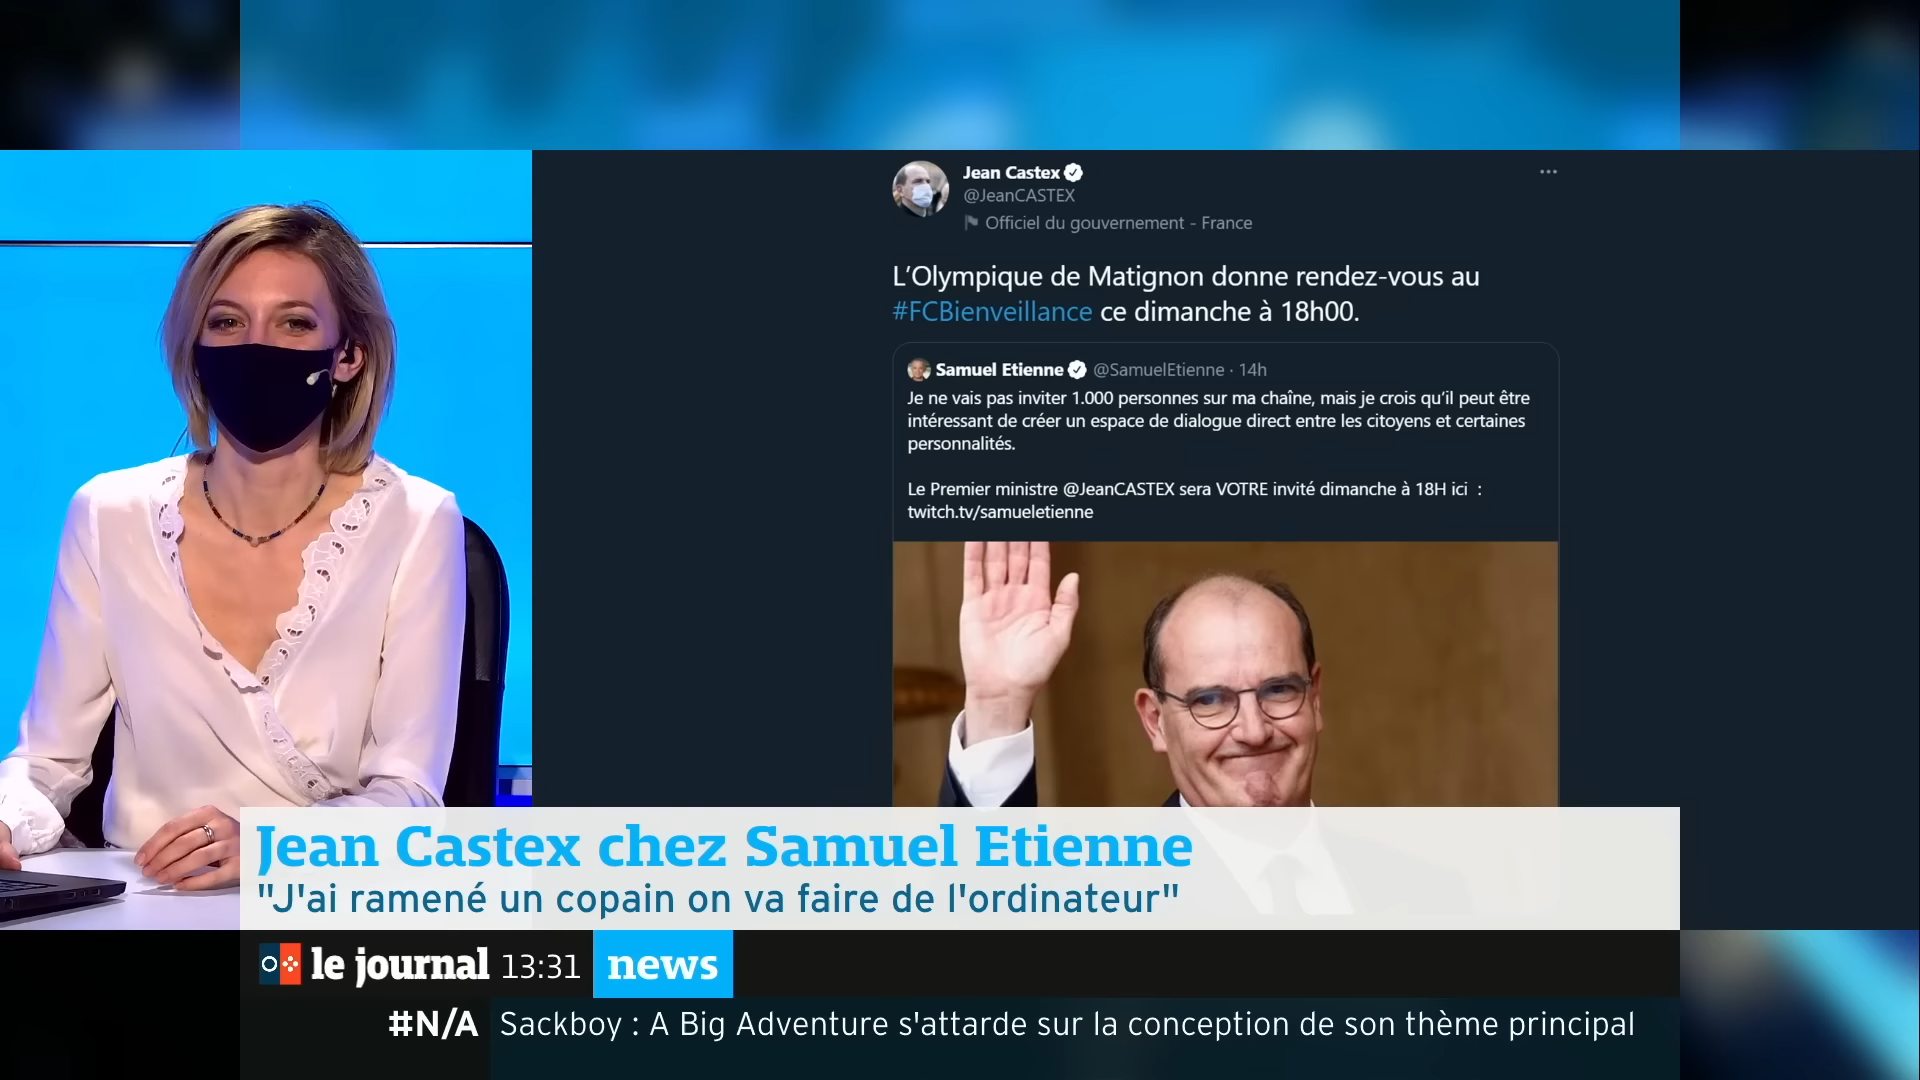 Jean Castex
@JeanCASTEX
Officiel du gouvernement - France
L'Olympique de Matignon donne rendez-vous au
#FCBienveillance ce dimanche à 18h00.
Samuel Etienne @SamuelEtienne · 14h
Je ne vais pas inviter 1.000 personnes sur ma chaîne, mais je crois qu'il peut être
intéressant de créer un espace de dialogue direct entre les citoyens et certaines
personnalités.
Le Premier ministre @JeanCASTEX sera VOTRE invité dimanche à 18H ici :
twitch.tv/samueletienne
Jean Castex chez Samuel Etienne
"J'ai ramené un copain on va faire de l'ordinateur"
le journal 13:31 news
#N/A Sackboy : A Big Adventure s'attarde sur la conception de son thème principal